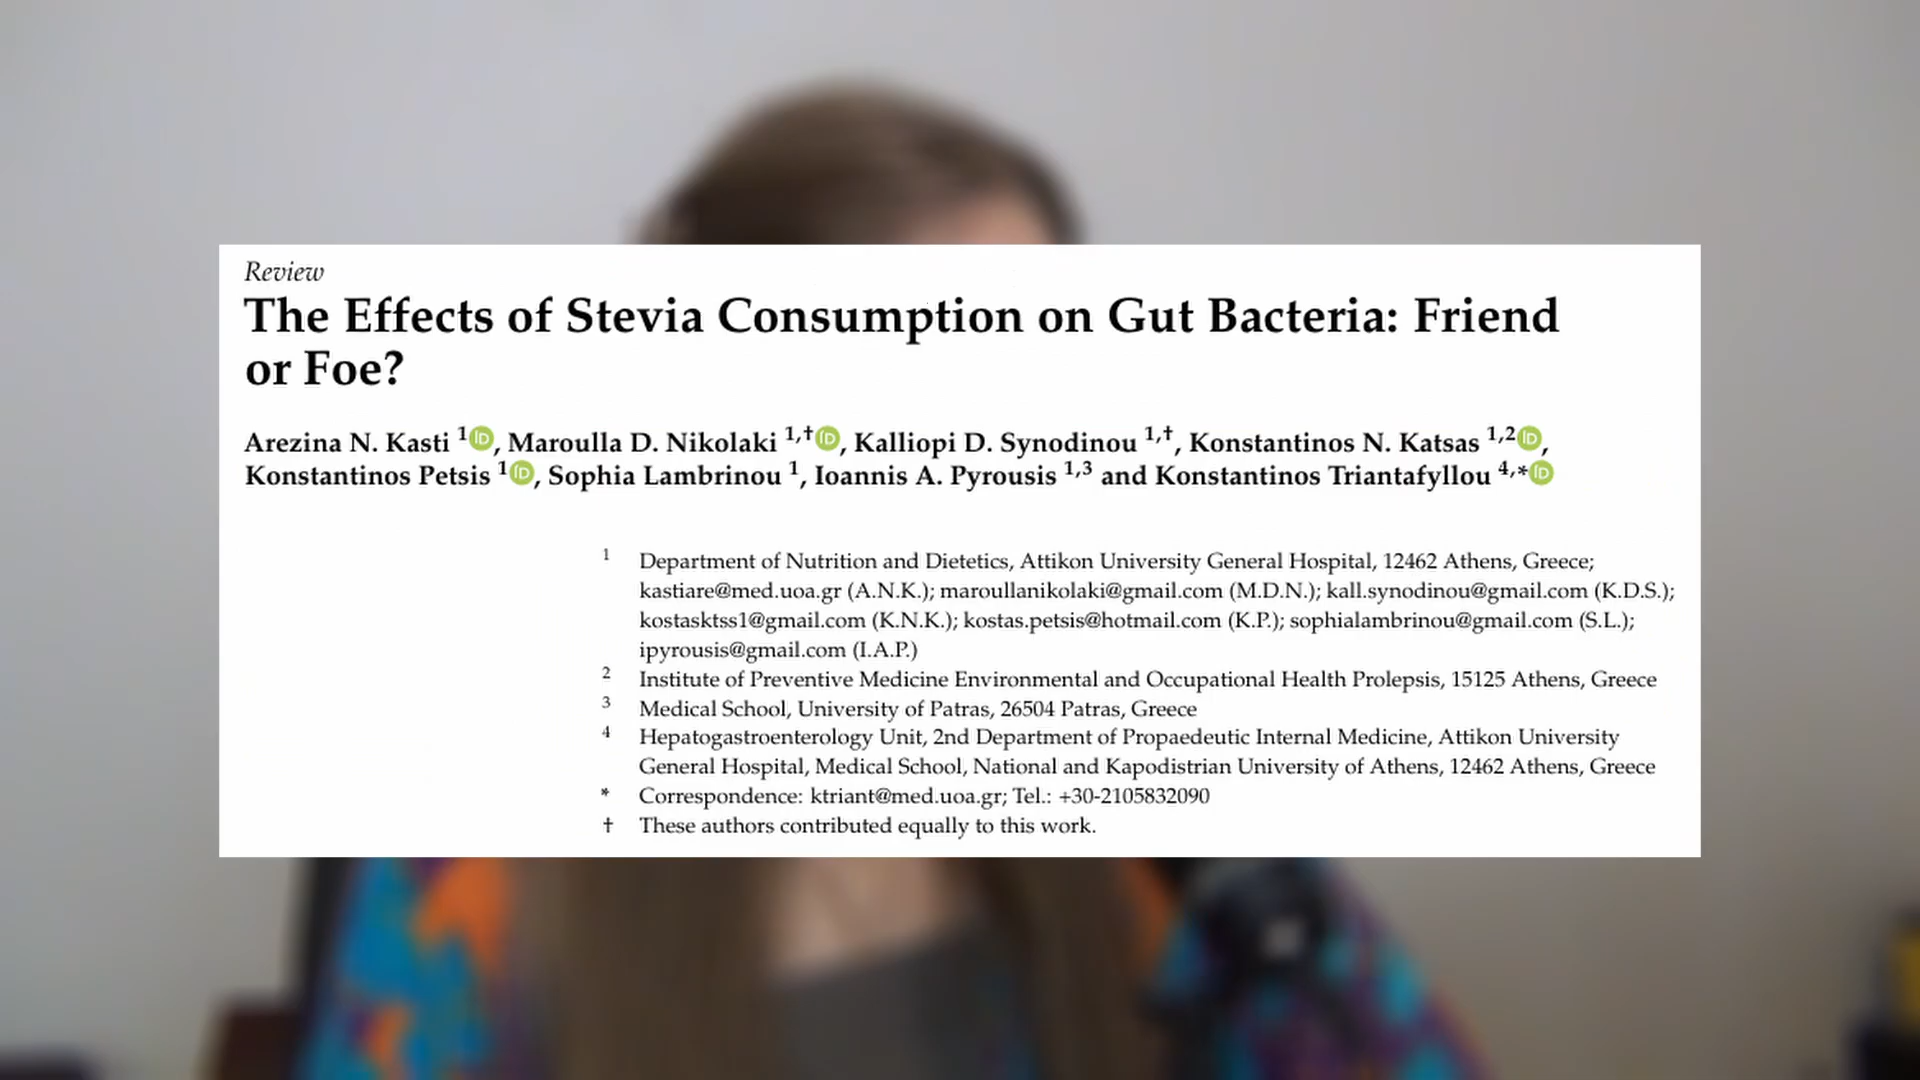 Review
The Effects of Stevia Consumption on Gut Bacteria: Friend
or Foe?
Arezina N. Kasti 1 iD, Maroulla D. Nikolaki 1,† iD, Kalliopi D. Synodinou 1,†, Konstantinos N. Katsas 1,2 iD,
Konstantinos Petsis 1 iD, Sophia Lambrinou 1, Ioannis A. Pyrousis 1,3 and Konstantinos Triantafyllou 4,* iD
1 Department of Nutrition and Dietetics, Attikon University General Hospital, 12462 Athens, Greece;
kastiare@med.uoa.gr (A.N.K.); maroullanikolaki@gmail.com (M.D.N.); kall.synodinou@gmail.com (K.D.S.);
kostasktss1@gmail.com (K.N.K.); kostas.petsis@hotmail.com (K.P.); sophialambrinou@gmail.com (S.L.);
ipyrousis@gmail.com (I.A.P.)
2 Institute of Preventive Medicine Environmental and Occupational Health Prolepsis, 15125 Athens, Greece
3 Medical School, University of Patras, 26504 Patras, Greece
4 Hepatogastroenterology Unit, 2nd Department of Propaedeutic Internal Medicine, Attikon University
General Hospital, Medical School, National and Kapodistrian University of Athens, 12462 Athens, Greece
* Correspondence: ktriant@med.uoa.gr; Tel.: +30-2105832090
† These authors contributed equally to this work.